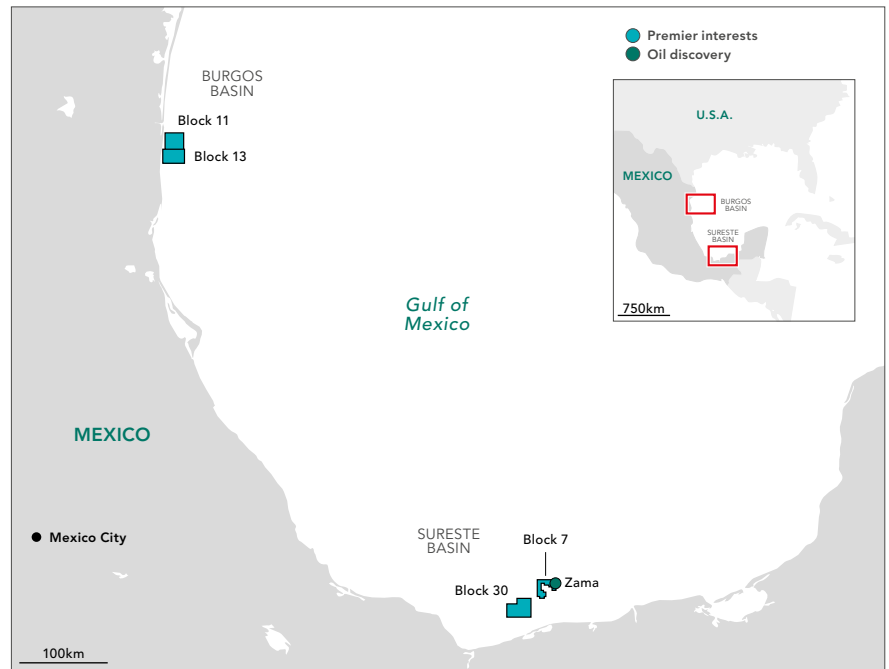 Premier interests
Oil discovery
BURGOS
BASIN
Block 11
Block 13
U.S.A.
MEXICO
BURGOS
BASIN
SURESTE
BASIN
750km
Gulf of
Mexico
MEXICO
Mexico City
SURESTE
BASIN
Block 7
Zama
Block 30
100km